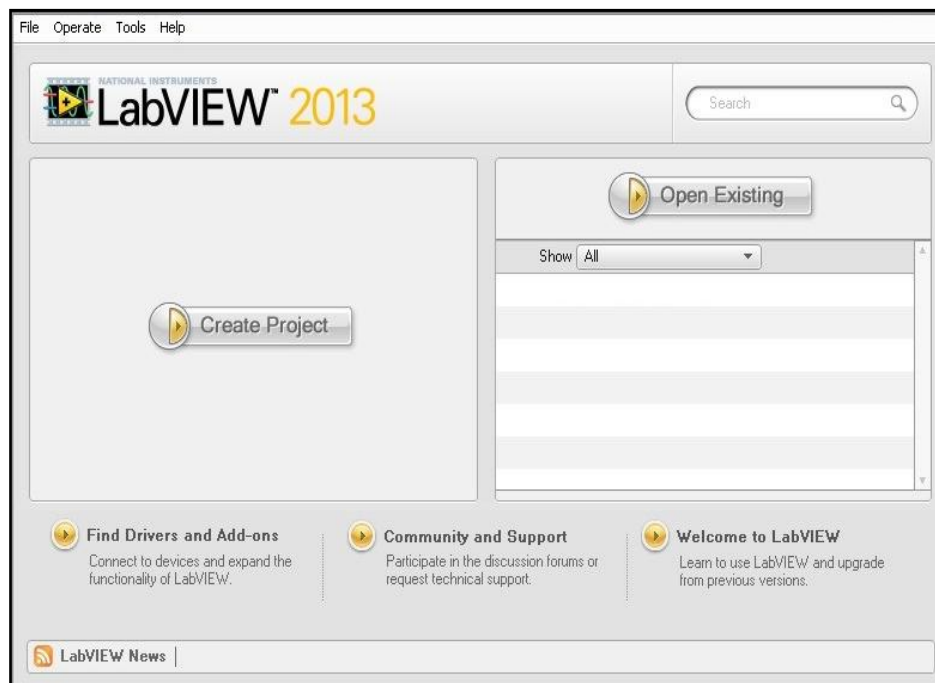 File Operate Tools Help
NATIONAL INSTRUMENTS
LabVIEW™ 2013
Search
Open Existing
Show All
Create Project
Find Drivers and Add-ons
Connect to devices and expand the
functionality of LabVIEW.
Community and Support
Participate in the discussion forums or
request technical support.
Welcome to LabVIEW
Learn to use LabVIEW and upgrade
from previous versions.
LabVIEW News